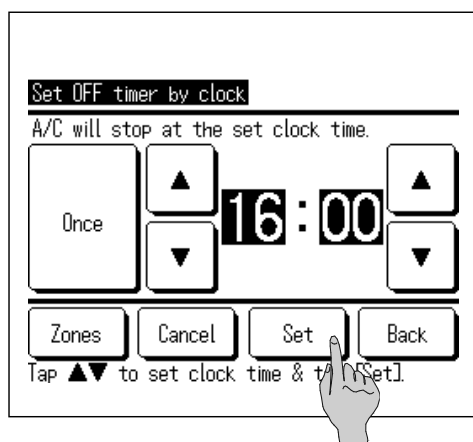 Set OFF timer by clock
A/C will stop at the set clock time.
Once ▲ 16 : 00 ▲
▼ ▼
Zones Cancel Set Back
Tap ▲▼ to set clock time & [Set].